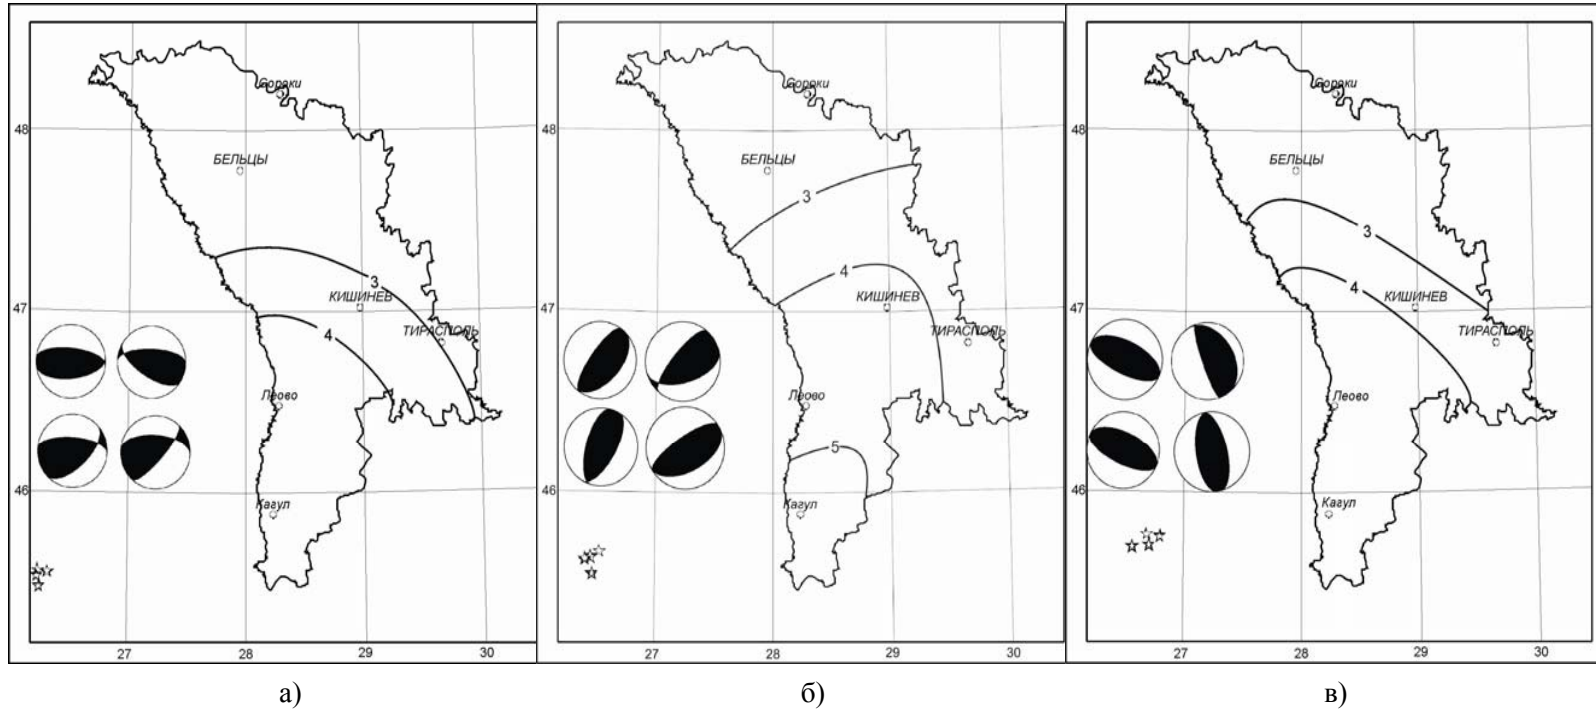 Сороки
48
БЕЛЬЦЫ
3
47
КИШИНЕВ
ТИРАСПОЛЬ
4
Леово
46
Кагул
27 28 29 30
а)
Сороки
48
БЕЛЬЦЫ
3
4
47
КИШИНЕВ
ТИРАСПОЛЬ
Леово
5
46
Кагул
27 28 29 30
б)
Сороки
48
БЕЛЬЦЫ
3
4
КИШИНЕВ
47
ТИРАСПОЛЬ
Леово
46
Кагул
27 28 29 30
в)